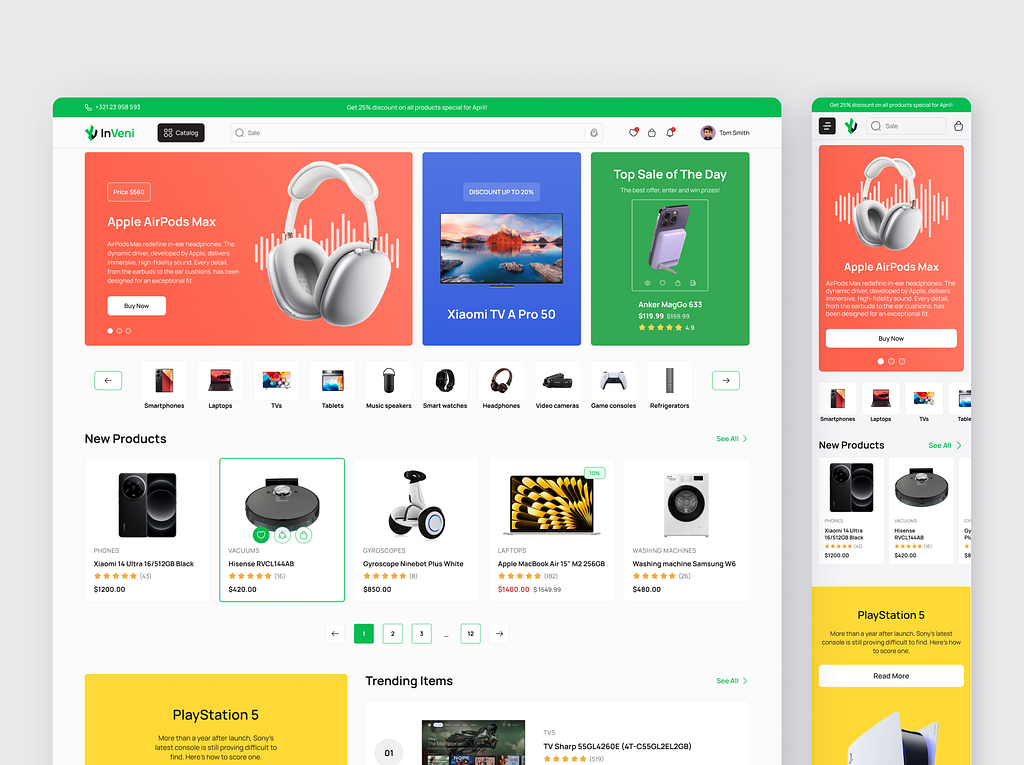 +321 23 958 593
Get 25% discount on all products special for April!
InVeni
Catalog
Sale
Tom Smith
Price $560
Apple AirPods Max
AirPods Max redefine in-ear headphones. The
dynamic driver, developed by Apple, delivers
immersive, high-fidelity sound. Every detail,
from the earbuds to the ear cushions, has been
designed for an exceptional fit.
Buy Now
DISCOUNT UP TO 20%
Xiaomi TV A Pro 50
Top Sale of The Day
The best offer, enter and win prizes!
Anker MagGo 633
$119.99 $159.99
4.9
Smartphones
Laptops
TVs
Tablets
Music speakers
Smart watches
Headphones
Video cameras
Game consoles
Refrigerators
New Products
See All
PHONES
Xiaomi 14 Ultra 16/512GB Black
(43)
$1200.00
VACUUMS
Hisense RVCL144AB
(16)
$420.00
GYROSCOPES
Gyroscope Ninebot Plus White
(8)
$850.00
10%
LAPTOPS
Apple MacBook Air 15" M2 256GB
(182)
$1400.00 $1549.99
WASHING MACHINES
Washing machine Samsung W6
(26)
$480.00
1
2
3
...
12
PlayStation 5
More than a year after launch, Sony's
latest console is still proving difficult to
find. Here's how to score one.
Trending Items
See All
01
TVS
TV Sharp 55GL4260E (4T-C55GL2EL2GB)
(519)
Get 25% discount on all products special for April!
Sale
Apple AirPods Max
AirPods Max redefine in-ear headphones. The
dynamic driver, developed by Apple, delivers
immersive, high-fidelity sound. Every detail,
from the earbuds to the ear cushions, has
been designed for an exceptional fit.
Buy Now
Smartphones
Laptops
TVs
Table
New Products
See All
PHONES
Xiaomi 14 Ultra
16/512GB Black
(43)
$1200.00
VACUUMS
Hisense
RVCL144AB
(16)
$420.00
PlayStation 5
More than a year after launch, Sony's latest
console is still proving difficult to find. Here's how
to score one.
Read More